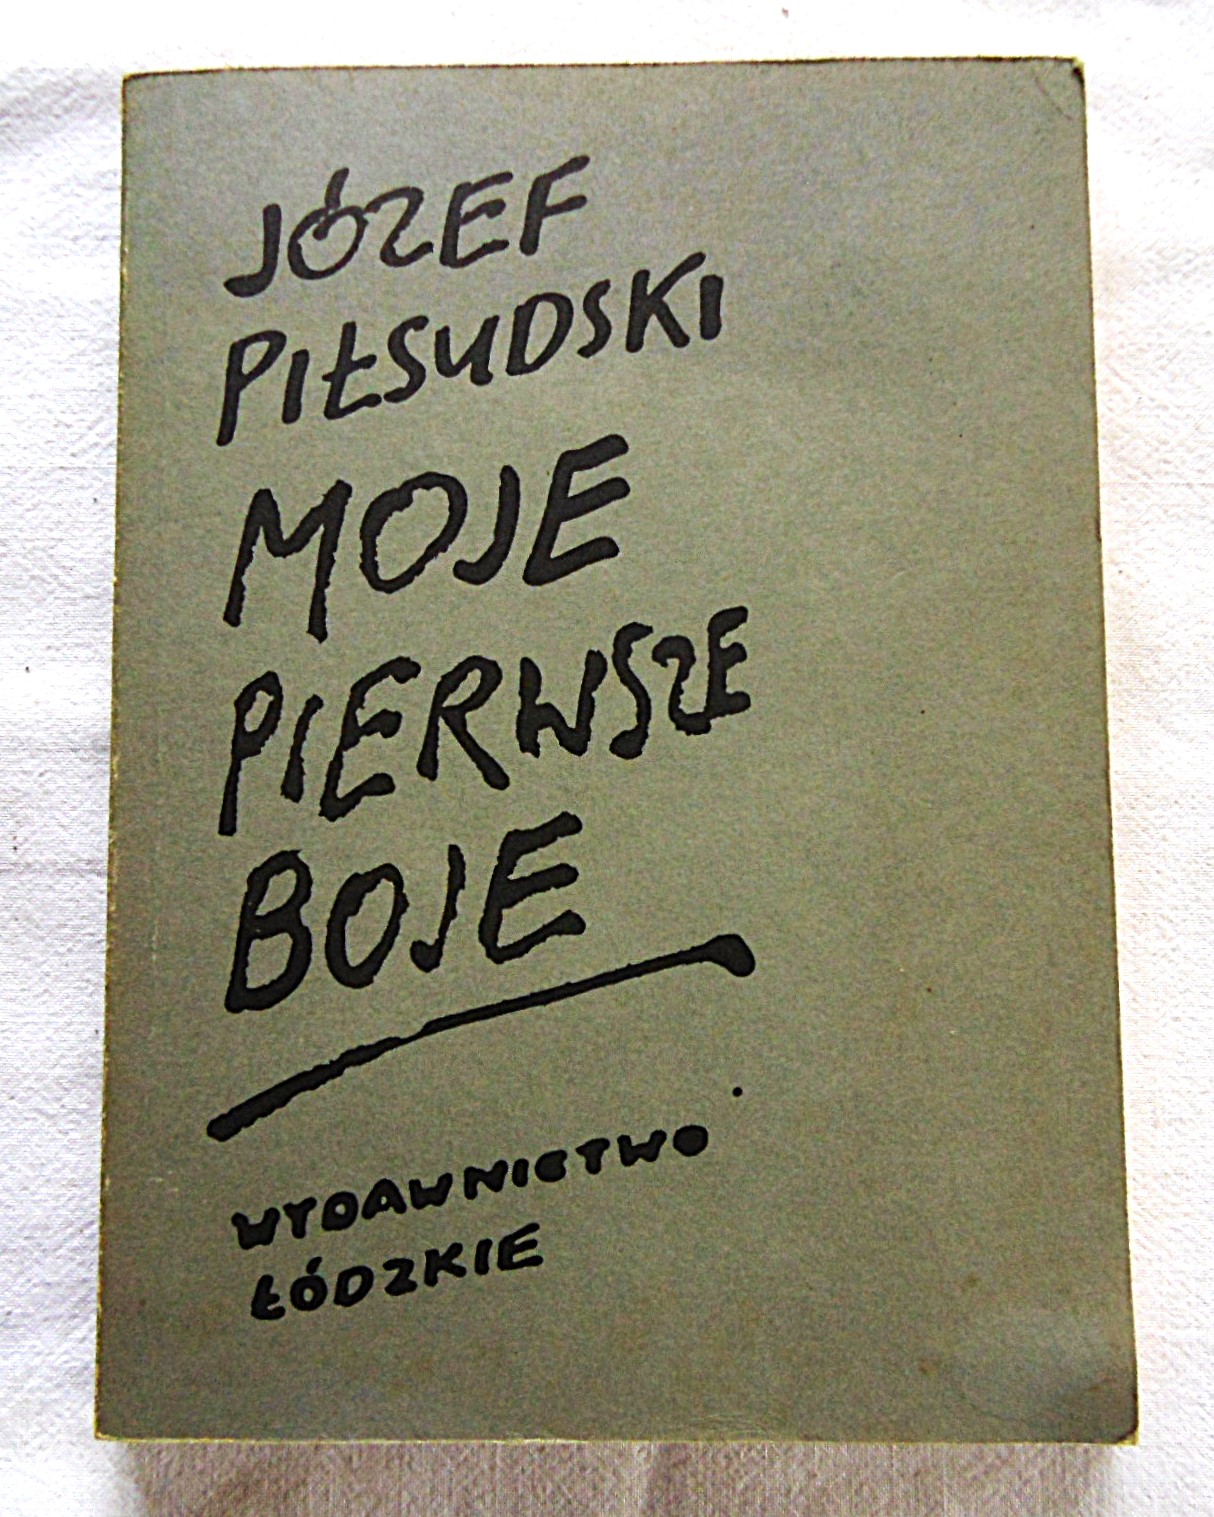 JÓZEF
PIŁSUDSKI
MOJE
PIERWSZE
BOJE
WYDAWNICTWO
ŁÓDZKIE